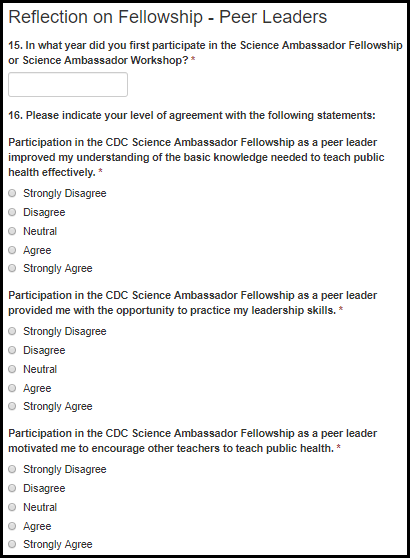 Reflection on Fellowship - Peer Leaders
15. In what year did you first participate in the Science Ambassador Fellowship
or Science Ambassador Workshop? *
16. Please indicate your level of agreement with the following statements:
Participation in the CDC Science Ambassador Fellowship as a peer leader
improved my understanding of the basic knowledge needed to teach public
health effectively. *
Strongly Disagree
Disagree
Neutral
Agree
Strongly Agree
Participation in the CDC Science Ambassador Fellowship as a peer leader
provided me with the opportunity to practice my leadership skills. *
Strongly Disagree
Disagree
Neutral
Agree
Strongly Agree
Participation in the CDC Science Ambassador Fellowship as a peer leader
motivated me to encourage other teachers to teach public health. *
Strongly Disagree
Disagree
Neutral
Agree
Strongly Agree